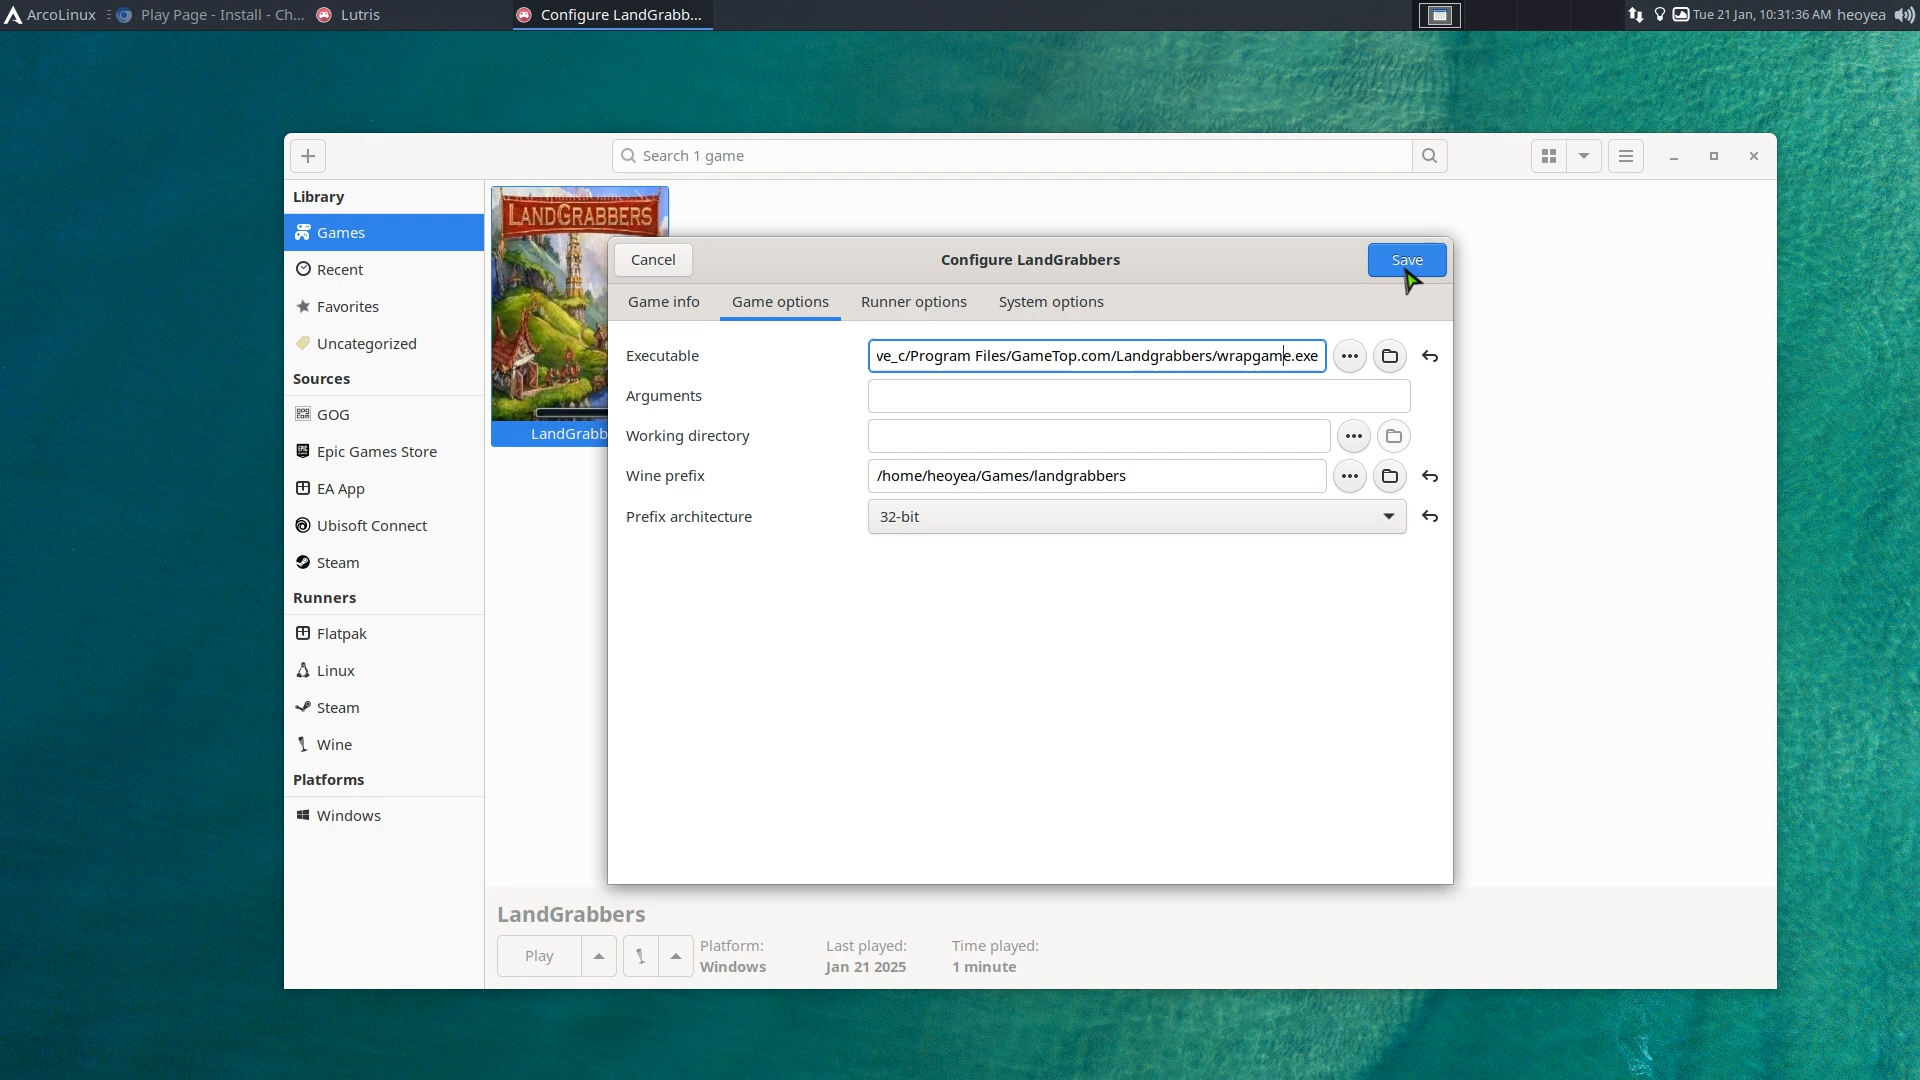 ArcoLinux
Play Page - Install - Ch...
Lutris
Configure LandGrabb...
Tue 21 Jan, 10:31:36 AM
heoyea
Search 1 game
Library
Games
Recent
Favorites
Uncategorized
Sources
GOG
Epic Games Store
EA App
Ubisoft Connect
Steam
Runners
Flatpak
Linux
Steam
Wine
Platforms
Windows
LANDGRABBERS
LandGrabb
Cancel
Configure LandGrabbers
Save
Game info
Game options
Runner options
System options
Executable
ve_c/Program Files/GameTop.com/Landgrabbers/wrapgame.exe
Arguments
Working directory
Wine prefix
/home/heoyea/Games/landgrabbers
Prefix architecture
32-bit
LandGrabbers
Play
Platform:
Windows
Last played:
Jan 21 2025
Time played:
1 minute